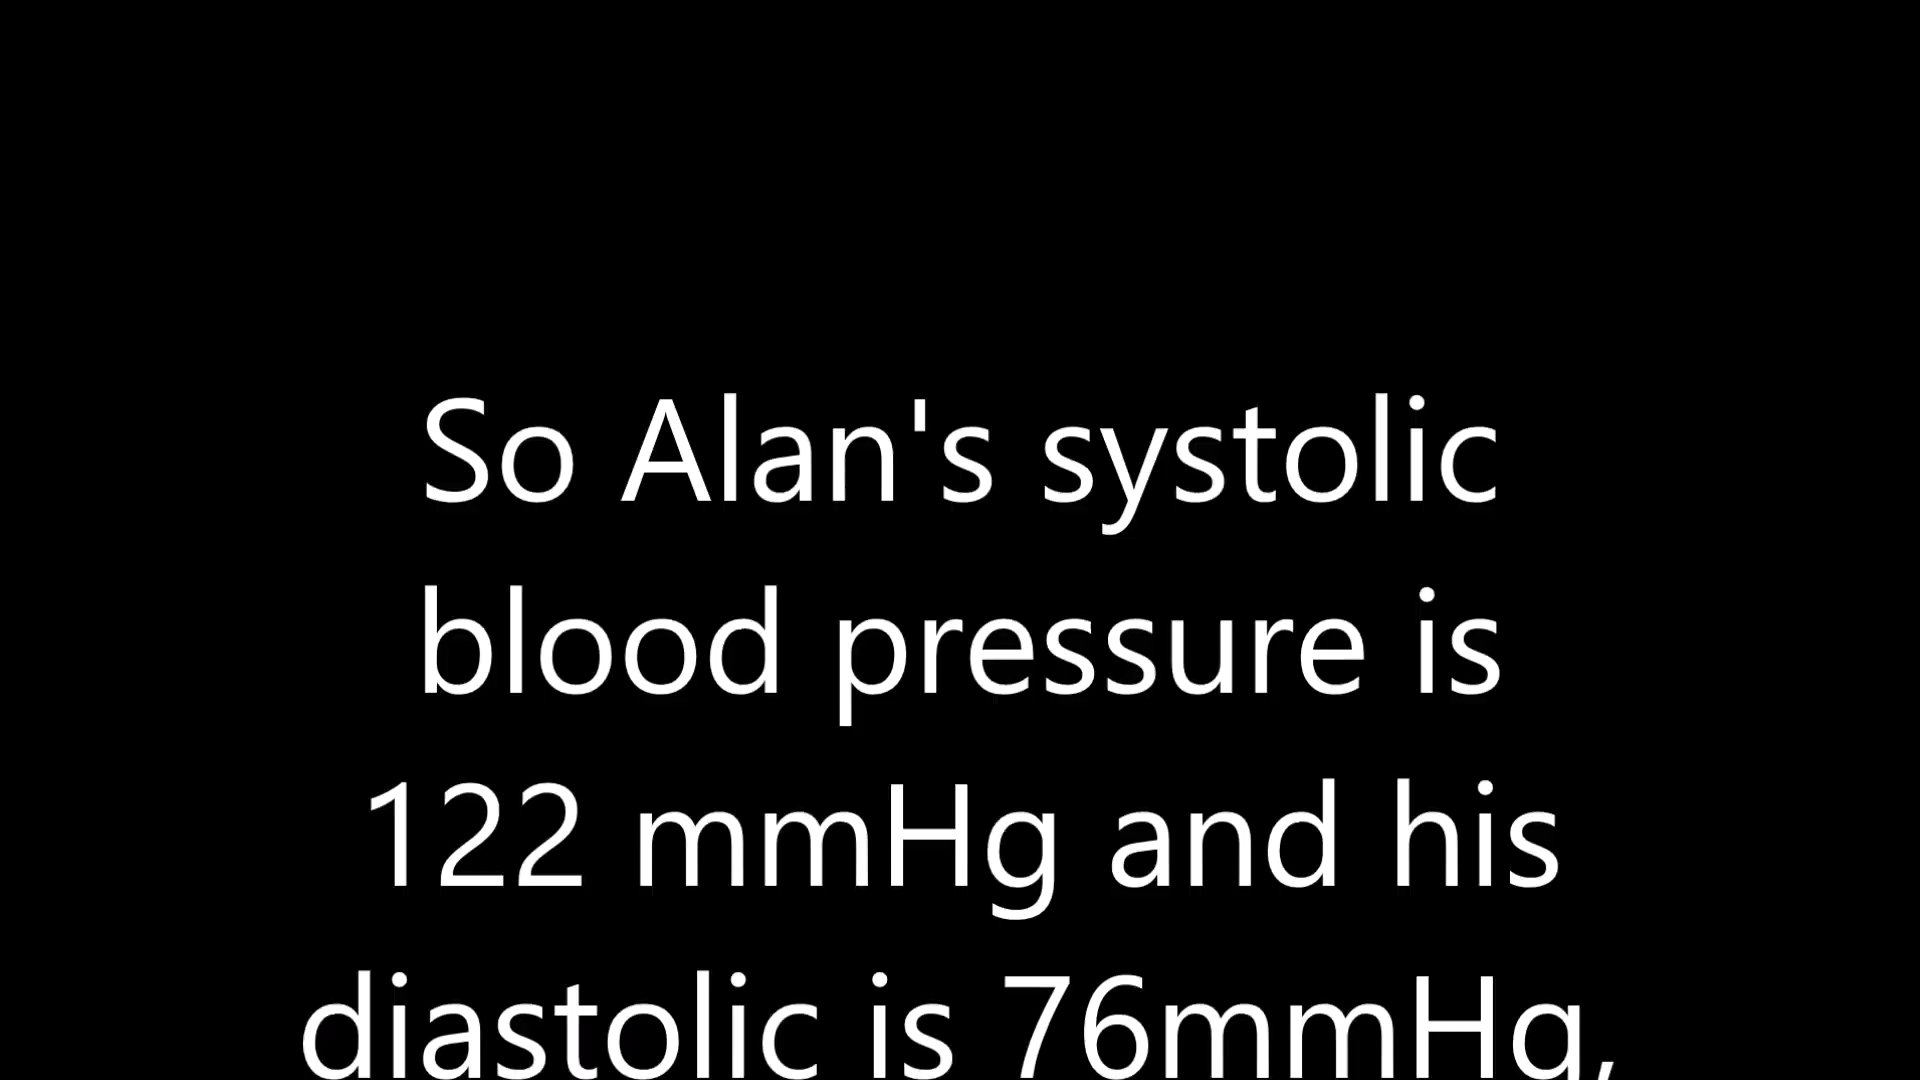 So Alan's systolic
blood pressure is
122 mmHg and his
diastolic is 76mmHg,